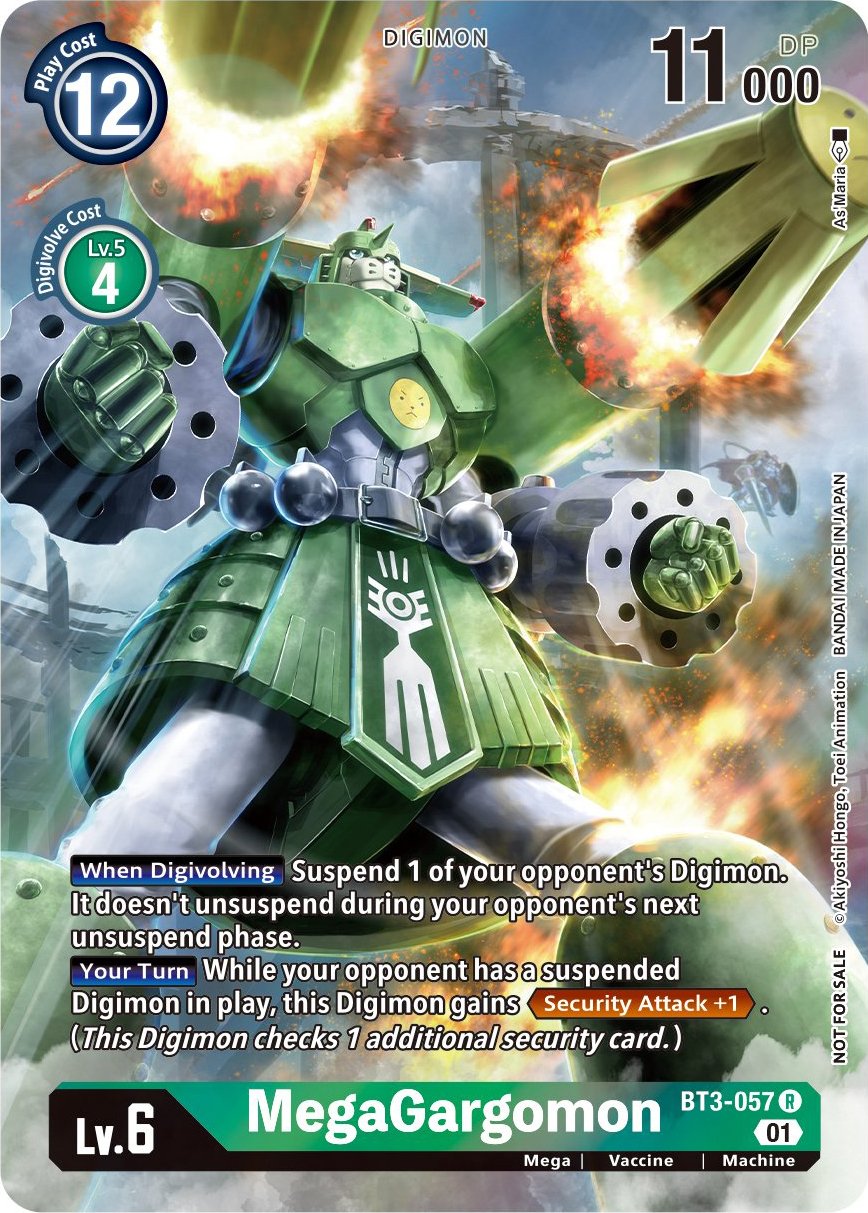 DIGIMON
Play Cost
12
11000
DP
Digivolve Cost
Lv.5
4
As'Maria
BANDAI MADE IN JAPAN
©Akiyoshi Hongo, Toei Animation
NOT FOR SALE
When Digivolving Suspend 1 of your opponent's Digimon.
It doesn't unsuspend during your opponent's next
unsuspend phase.
Your Turn While your opponent has a suspended
Digimon in play, this Digimon gains Security Attack +1 .
(This Digimon checks 1 additional security card.)
Lv.6
MegaGargomon
BT3-057 R
01
Mega | Vaccine | Machine